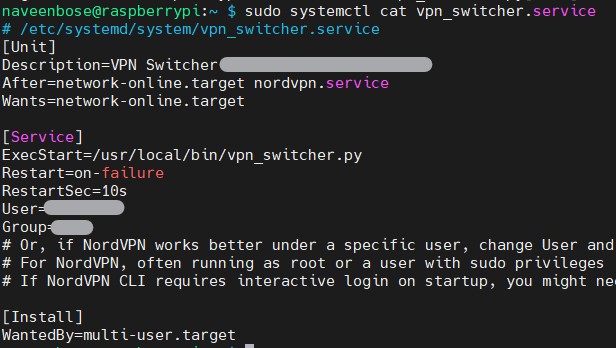 naveenbose@raspberrypi:~ $ sudo systemctl cat vpn_switcher.service
# /etc/systemd/system/vpn_switcher.service
[Unit]
Description=VPN Switcher
After=network-online.target nordvpn.service
Wants=network-online.target
[Service]
ExecStart=/usr/local/bin/vpn_switcher.py
Restart=on-failure
RestartSec=10s
User=
Group=
# Or, if NordVPN works better under a specific user, change User and
# For NordVPN, often running as root or a user with sudo privileges
# If NordVPN CLI requires interactive login on startup, you might
[Install]
WantedBy=multi-user.target